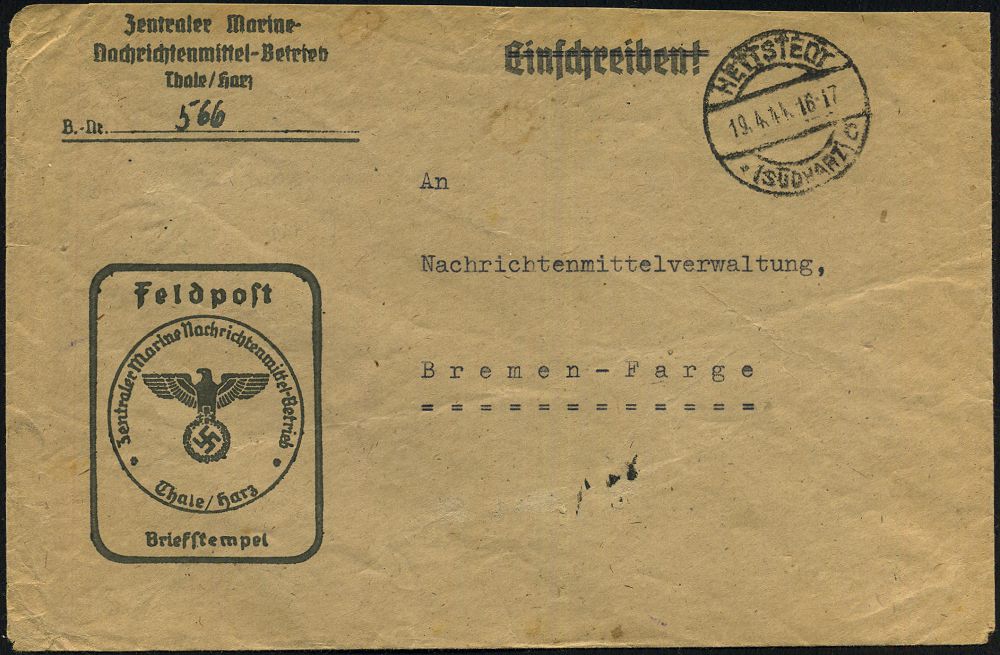 Zentraler Marine-
Nachrichtenmittel-Betrieb
Thale/Harz
B.-Nr. 566
Einschreiben!
HETTSTEDT
19.4.44.16-17
* (SÜDHARZ) c
An
Nachrichtenmittelverwaltung,
Bremen-Farge
============
Feldpost
Zentraler Marine Nachrichtenmittel-Betrieb
Thale/Harz
Briefstempel